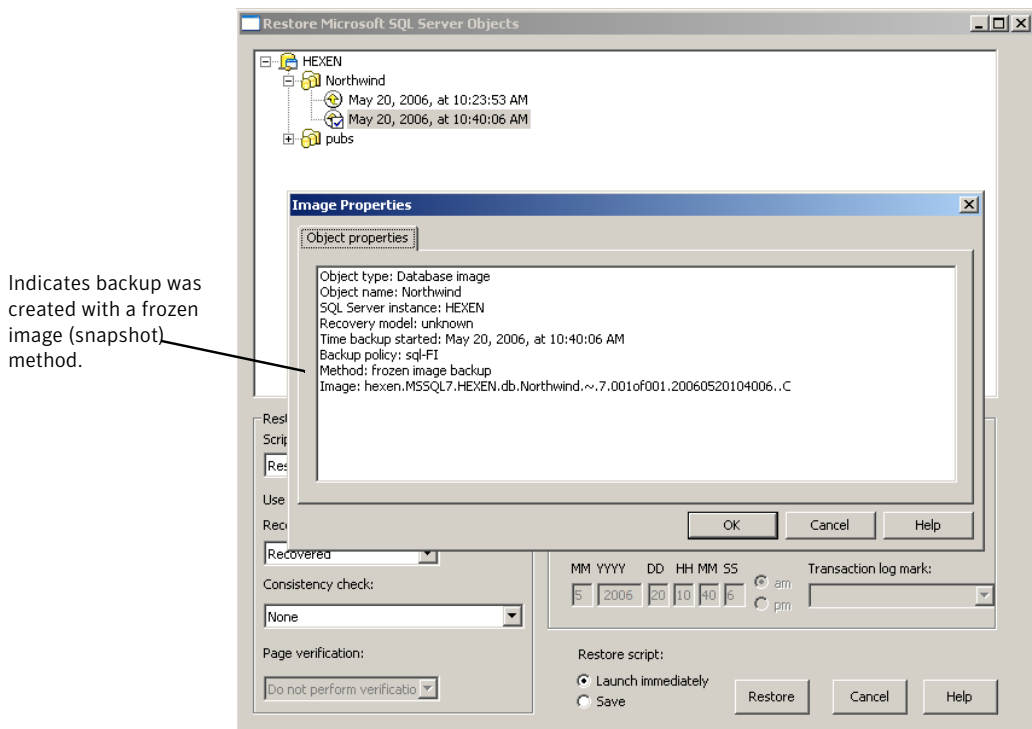 Restore Microsoft SQL Server Objects
HEXEN
Northwind
May 20, 2006, at 10:23:53 AM
May 20, 2006, at 10:40:06 AM
pubs
Image Properties
Object properties
Object type: Database image
Object name: Northwind
SQL Server instance: HEXEN
Recovery model: unknown
Time backup started: May 20, 2006, at 10:40:06 AM
Backup policy: sql-FI
Method: frozen image backup
Image: hexen.MSSQL7.HEXEN.db.Northwind.~.7.001of001.20060520104006..C
OK Cancel Help
Indicates backup was
created with a frozen
image (snapshot)
method.
Use
Recovered
Consistency check:
None
Page verification:
Do not perform verificatio
MM YYYY DD HH MM SS
5 2006 20 10 40 6
am
pm
Transaction log mark:
Restore script:
Launch immediately
Save
Restore Cancel Help